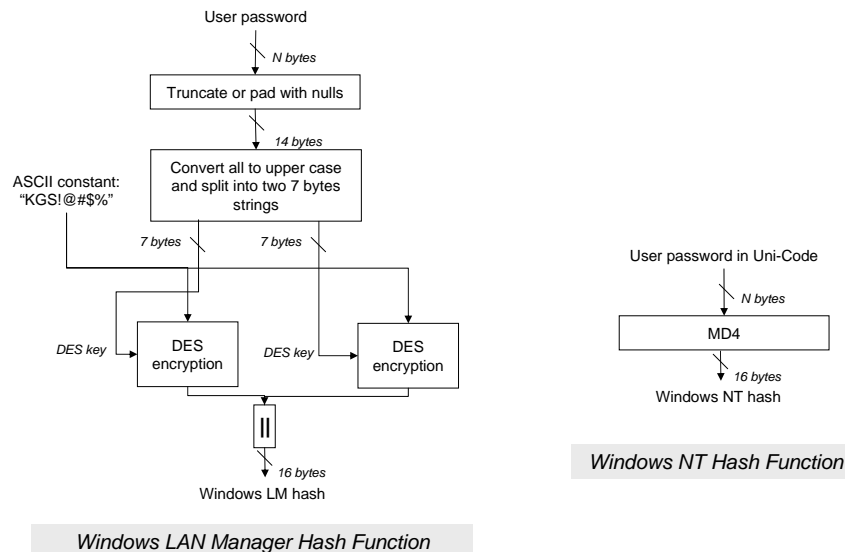 User password
N bytes
Truncate or pad with nulls
14 bytes
Convert all to upper case
and split into two 7 bytes
strings
ASCII constant:
“KGS!@#$%”
7 bytes
7 bytes
DES key
DES
encryption
DES key
DES
encryption
||
16 bytes
Windows LM hash
Windows LAN Manager Hash Function
User password in Uni-Code
N bytes
MD4
16 bytes
Windows NT hash
Windows NT Hash Function